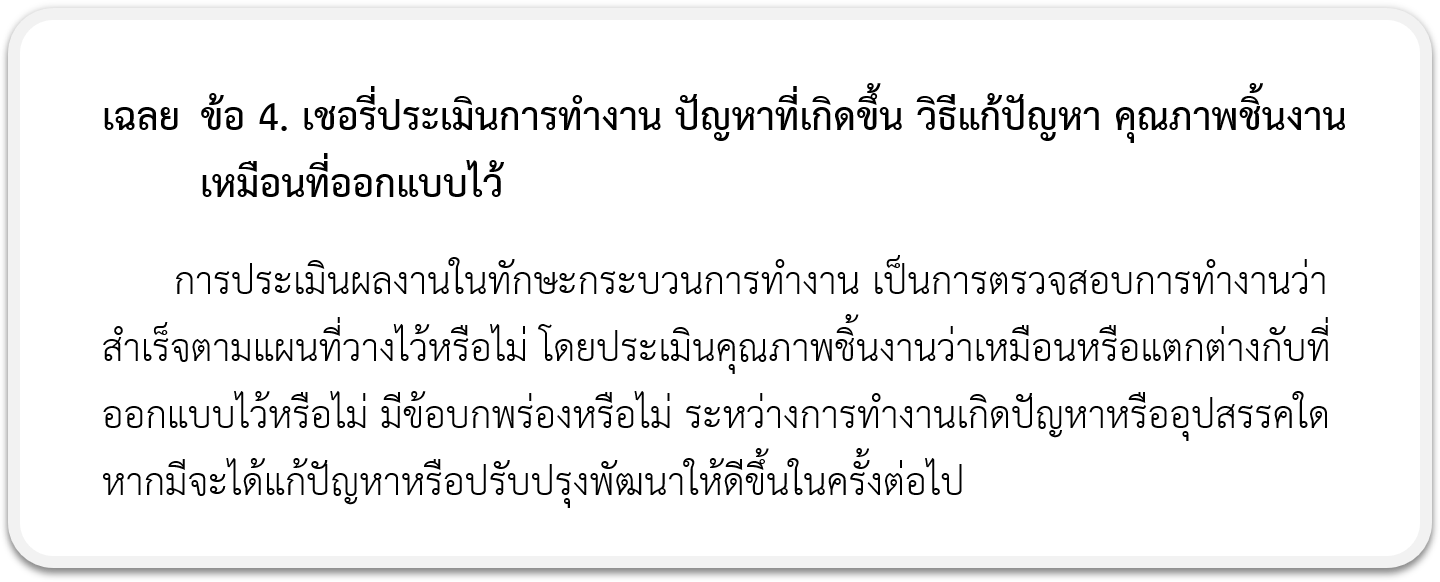 เฉลย ข้อ 4. เชอรี่ประเมินการทำงาน ปัญหาที่เกิดขึ้น วิธีแก้ปัญหา คุณภาพชิ้นงาน
เหมือนที่ออกแบบไว้
การประเมินผลงานในทักษะกระบวนการทำงาน เป็นการตรวจสอบการทำงานว่า
สำเร็จตามแผนที่วางไว้หรือไม่ โดยประเมินคุณภาพชิ้นงานว่าเหมือนหรือแตกต่างกับที่
ออกแบบไว้หรือไม่ มีข้อบกพร่องหรือไม่ ระหว่างการทำงานเกิดปัญหาหรืออุปสรรคใด
หากมีจะได้แก้ปัญหาหรือปรับปรุงพัฒนาให้ดีขึ้นในครั้งต่อไป